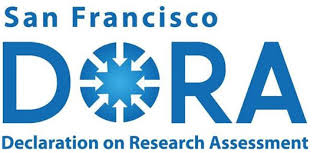 San Francisco
DORA
Declaration on Research Assessment